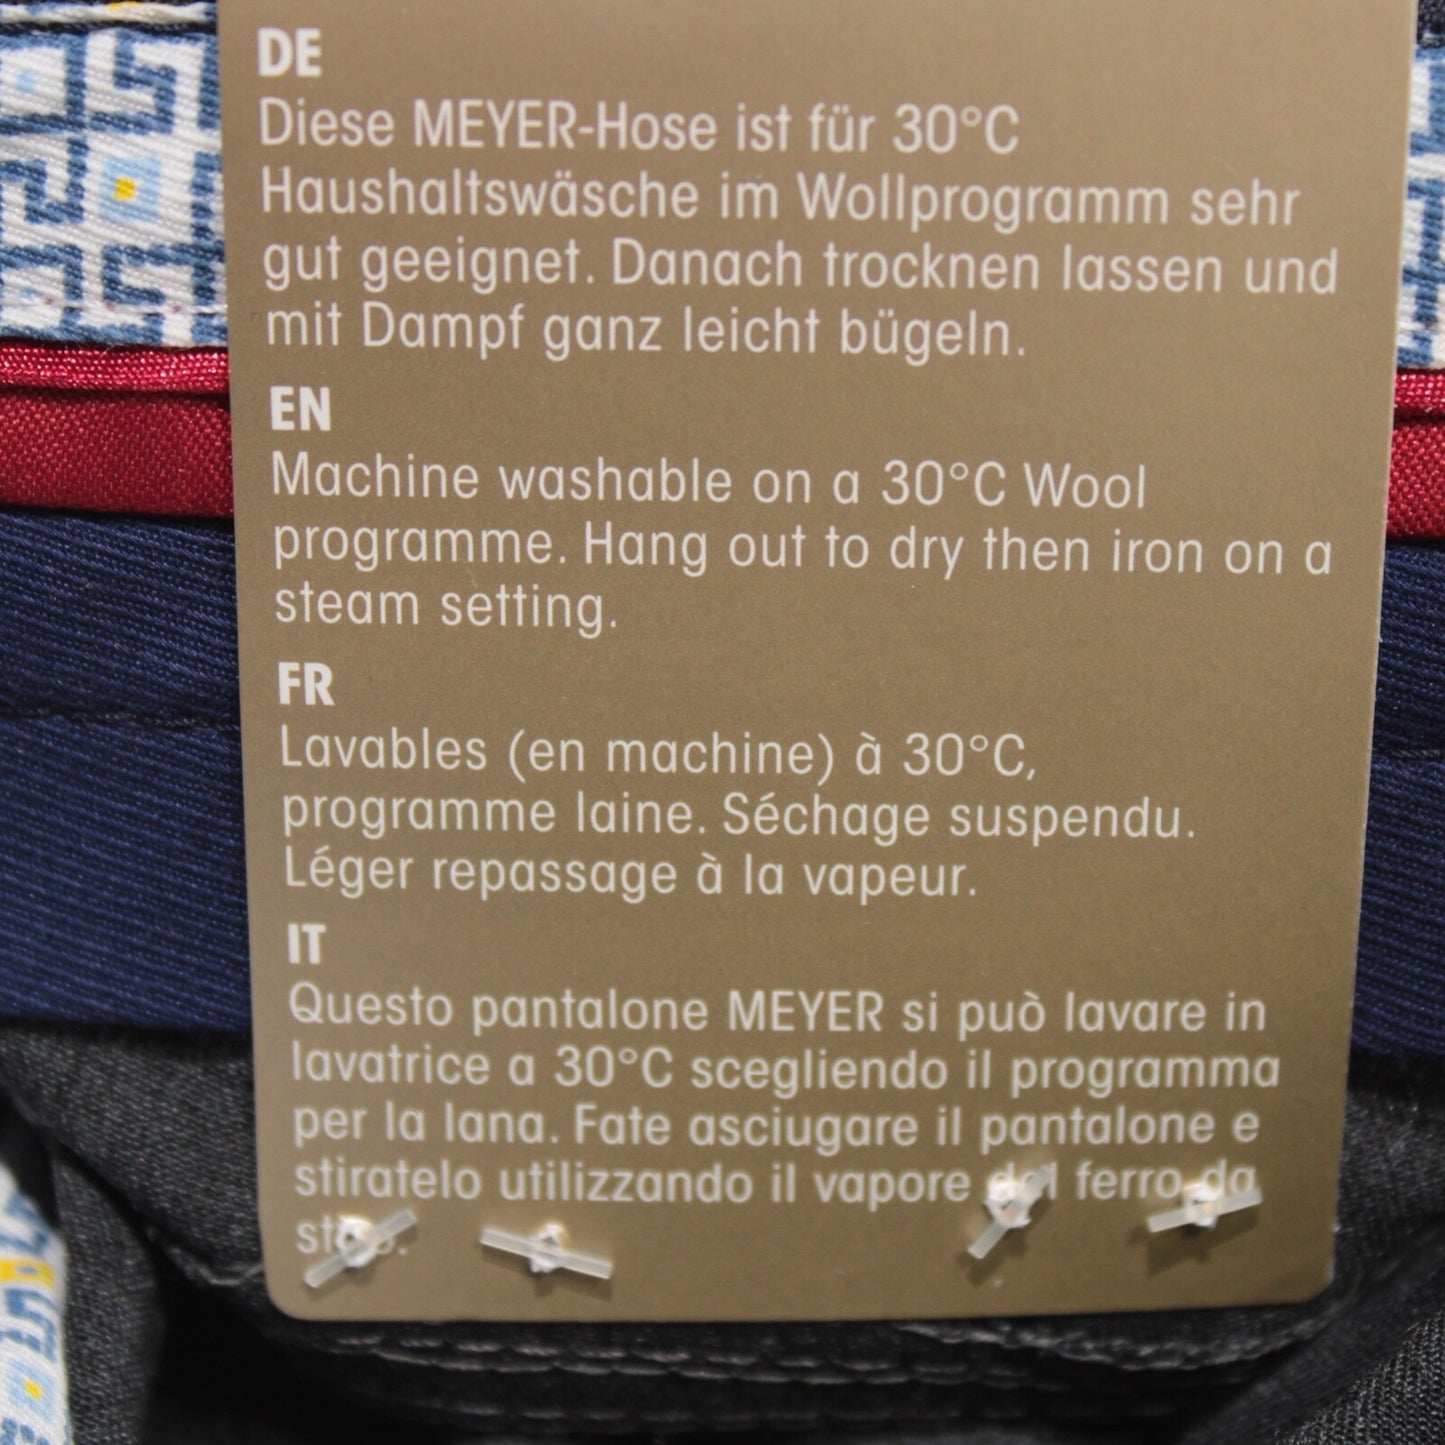 DE
Diese MEYER-Hose ist für 30°C
Haushaltswäsche im Wollprogramm sehr
gut geeignet. Danach trocknen lassen und
mit Dampf ganz leicht bügeln.
EN
Machine washable on a 30°C Wool
programme. Hang out to dry then iron on a
steam setting.
FR
Lavables (en machine) à 30°C,
programme laine. Séchage suspendu.
Léger repassage à la vapeur.
IT
Questo pantalone MEYER si può lavare in
lavatrice a 30°C scegliendo il programma
per la lana. Fate asciugare il pantalone e
stiratelo utilizzando il vapore del ferro da